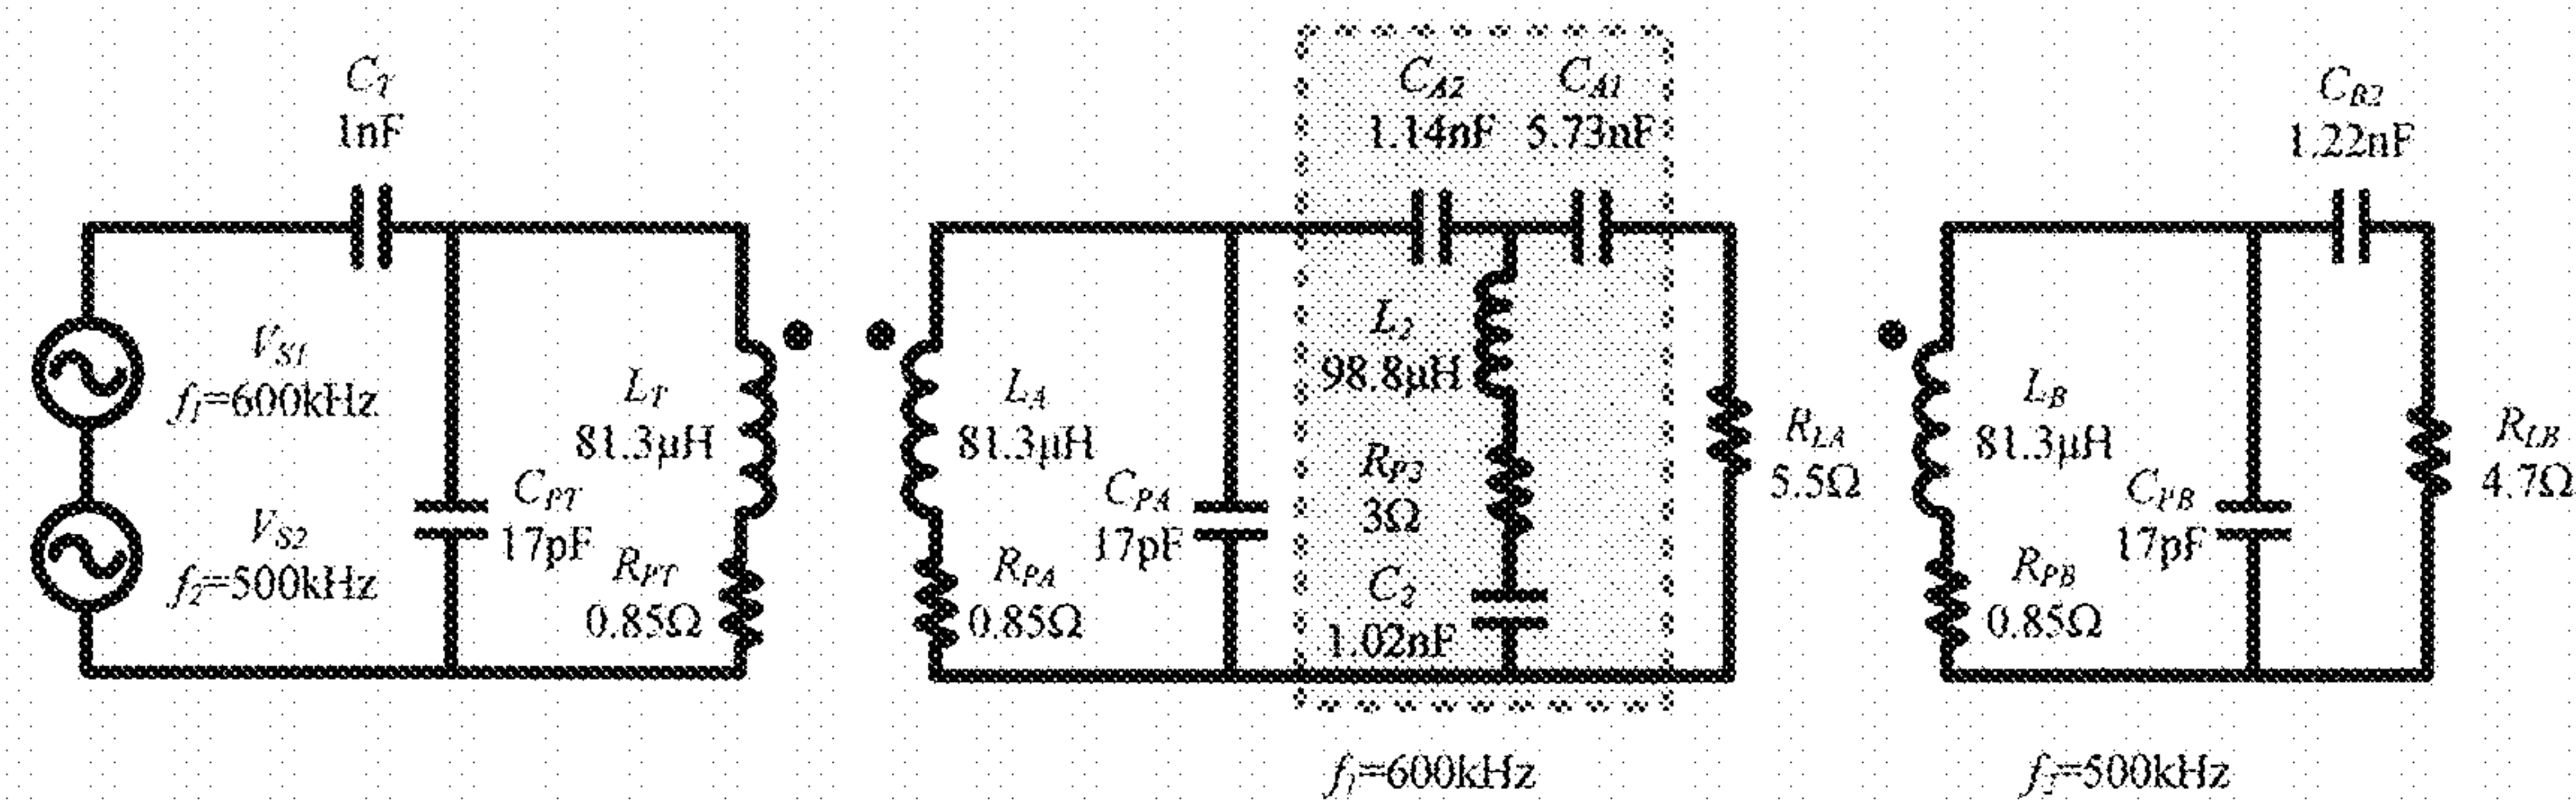 C_T
1nF
V_S1
f_1=600kHz
V_S2
f_2=500kHz
C_PT
17pF
L_T
81.3μH
R_PT
0.85Ω
L_A
81.3μH
R_PA
0.85Ω
C_PA
17pF
C_A2
1.14nF
C_A1
5.73nF
L_2
98.8μH
R_P3
3Ω
C_2
1.02nF
R_LA
5.5Ω
f_1=600kHz
L_B
81.3μH
R_PB
0.85Ω
C_PB
17pF
C_B2
1.22nF
R_LB
4.7Ω
f_2=500kHz